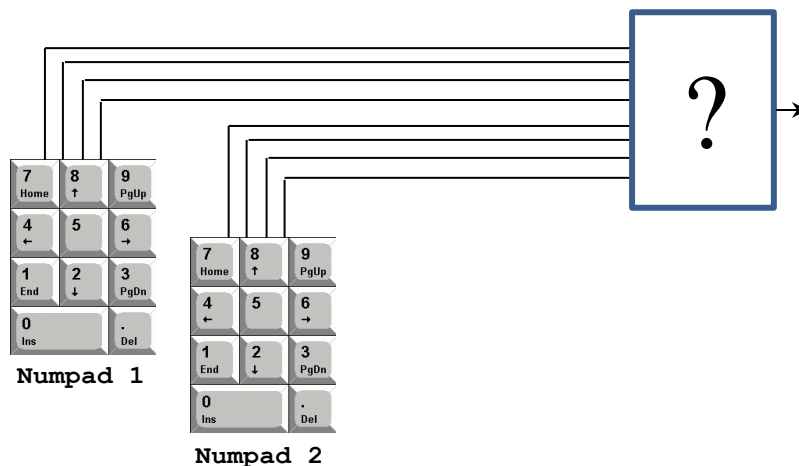 ?
7 8 9
Home ↑ PgUp
4 5 6
← →
1 2 3
End ↓ PgDn
0 .
Ins Del
Numpad 1
7 8 9
Home ↑ PgUp
4 5 6
← →
1 2 3
End ↓ PgDn
0 .
Ins Del
Numpad 2